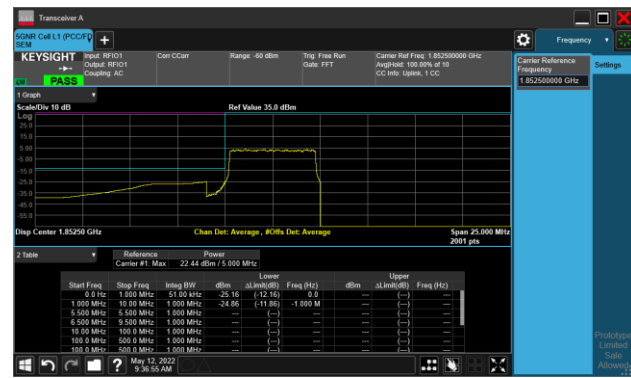 Transceiver A
5GNR Cell L1 (PCC/FD
SEM
Frequency
KEYSIGHT
Input: RFIO1
Output: RFIO1
Coupling: AC
Corr CCorr
Range: -60 dBm
Trig: Free Run
Gate: FFT
Carrier Ref Freq: 1.852500000 GHz
Avg|Hold: 100.00% of 10
CC Info: Uplink, 1 CC
PASS
Carrier Reference
Frequency
1.852500000 GHz
Settings
1 Graph
Scale/Div 10 dB
Ref Value 35.0 dBm
Log
25.0
15.0
5.00
-5.00
-15.0
-25.0
-35.0
-45.0
-55.0
Disp Center 1.85250 GHz
Chan Det: Average , #Offs Det: Average
Span 25.000 MHz
2001 pts
2 Table
Reference Power
Carrier #1: Max 22.44 dBm / 5.000 MHz
Lower Upper
Start Freq Stop Freq Integ BW dBm ΔLimit(dB) Freq (Hz) dBm ΔLimit(dB) Freq (Hz)
0.0 Hz 1.000 MHz 51.00 kHz -25.16 (-12.16) 0.0 --- (---) ---
1.000 MHz 10.00 MHz 1.000 MHz -24.86 (-11.86) -1.000 M --- (---) ---
5.500 MHz 5.500 MHz 1.000 MHz --- (---) --- --- (---) ---
6.500 MHz 9.500 MHz 1.000 MHz --- (---) --- --- (---) ---
10.00 MHz 100.0 MHz 1.000 MHz --- (---) --- --- (---) ---
100.0 MHz 500.0 MHz 1.000 MHz --- (---) --- --- (---) ---
100.0 MHz 500.0 MHz 1.000 MHz --- (---) --- --- (---) ---
May 12, 2022
9:36:55 AM
Prototype
Limited
Sale
Allowed